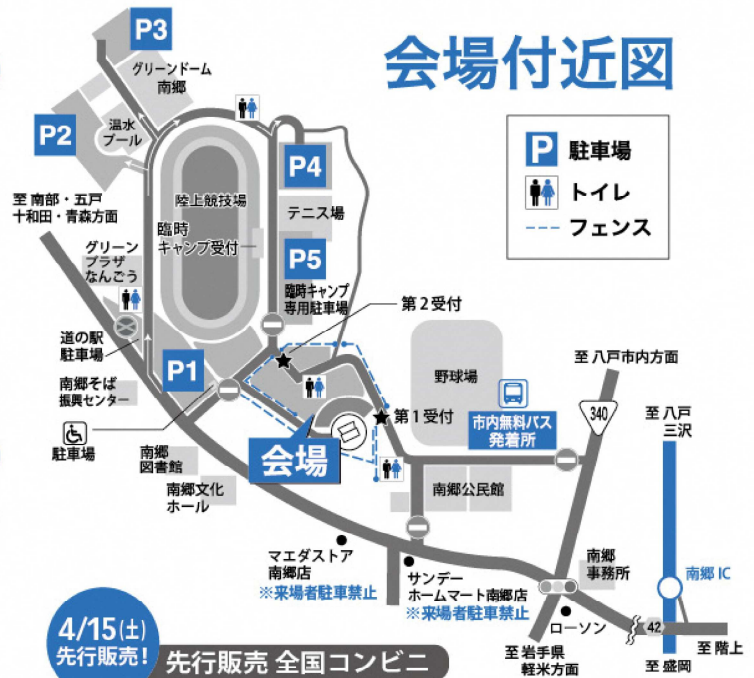 会場付近図
P 駐車場
トイレ
フェンス
P3
グリーンドーム
南郷
P2
温水
プール
P4
陸上競技場
テニス場
臨時
キャンプ受付
P5
臨時キャンプ
専用駐車場
至 南部・五戸
十和田・青森方面
グリーン
プラザ
なんごう
道の駅
駐車場
P1
南郷そば
振興センター
駐車場
南郷
図書館
南郷文化
ホール
第2受付
第1受付
会場
野球場
市内無料バス
発着所
南郷公民館
マエダストア
南郷店
※来場者駐車禁止
サンデー
ホームマート南郷店
※来場者駐車禁止
至 八戸市内方面
340
至 八戸
三沢
南郷
事務所
南郷 IC
ローソン
42
至 岩手県
軽米方面
至 盛岡
至 階上
4/15(土)
先行販売!
先行販売 全国コンビニ